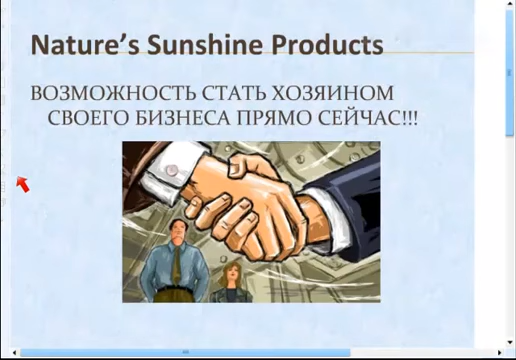 Nature's Sunshine Products
ВОЗМОЖНОСТЬ СТАТЬ ХОЗЯИНОМ
СВОЕГО БИЗНЕСА ПРЯМО СЕЙЧАС!!!